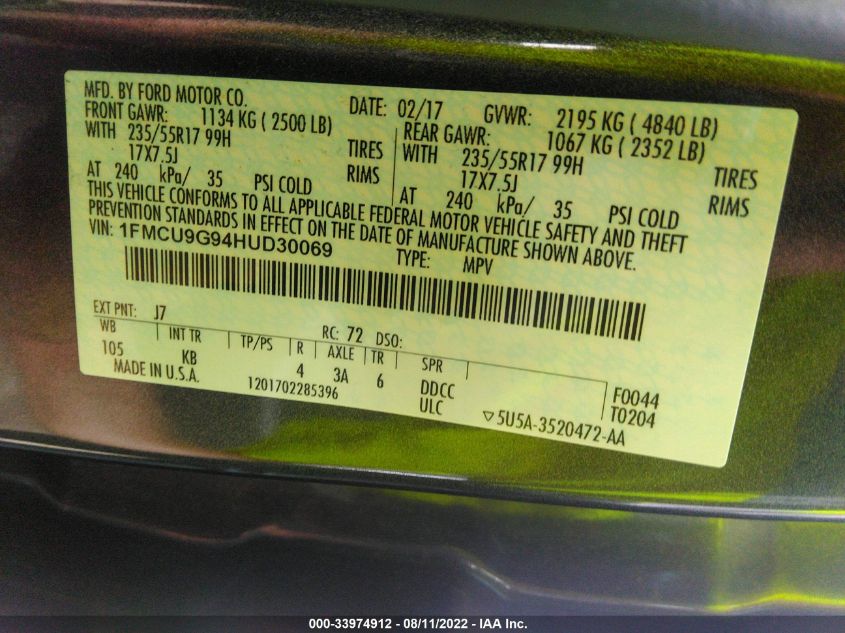 MFD. BY FORD MOTOR CO. DATE: 02/17 GVWR: 2195 KG ( 4840 LB)
FRONT GAWR: 1134 KG ( 2500 LB) REAR GAWR: 1067 KG ( 2352 LB)
WITH 235/55R17 99H TIRES WITH 235/55R17 99H TIRES
17X7.5J RIMS 17X7.5J RIMS
AT 240 kPa/ 35 PSI COLD AT 240 kPa/ 35 PSI COLD
THIS VEHICLE CONFORMS TO ALL APPLICABLE FEDERAL MOTOR VEHICLE SAFETY AND THEFT
PREVENTION STANDARDS IN EFFECT ON THE DATE OF MANUFACTURE SHOWN ABOVE.
VIN: 1FMCU9G94HUD30069 TYPE: MPV
EXT PNT: J7 RC: 72 DSO:
WB INT TR TP/PS R AXLE TR SPR
105 KB 4 3A 6 DDCC F0044
MADE IN U.S.A. 1201702285396 ULC T0204
▽5U5A-3520472-AA
000-33974912 - 08/11/2022 - IAA Inc.